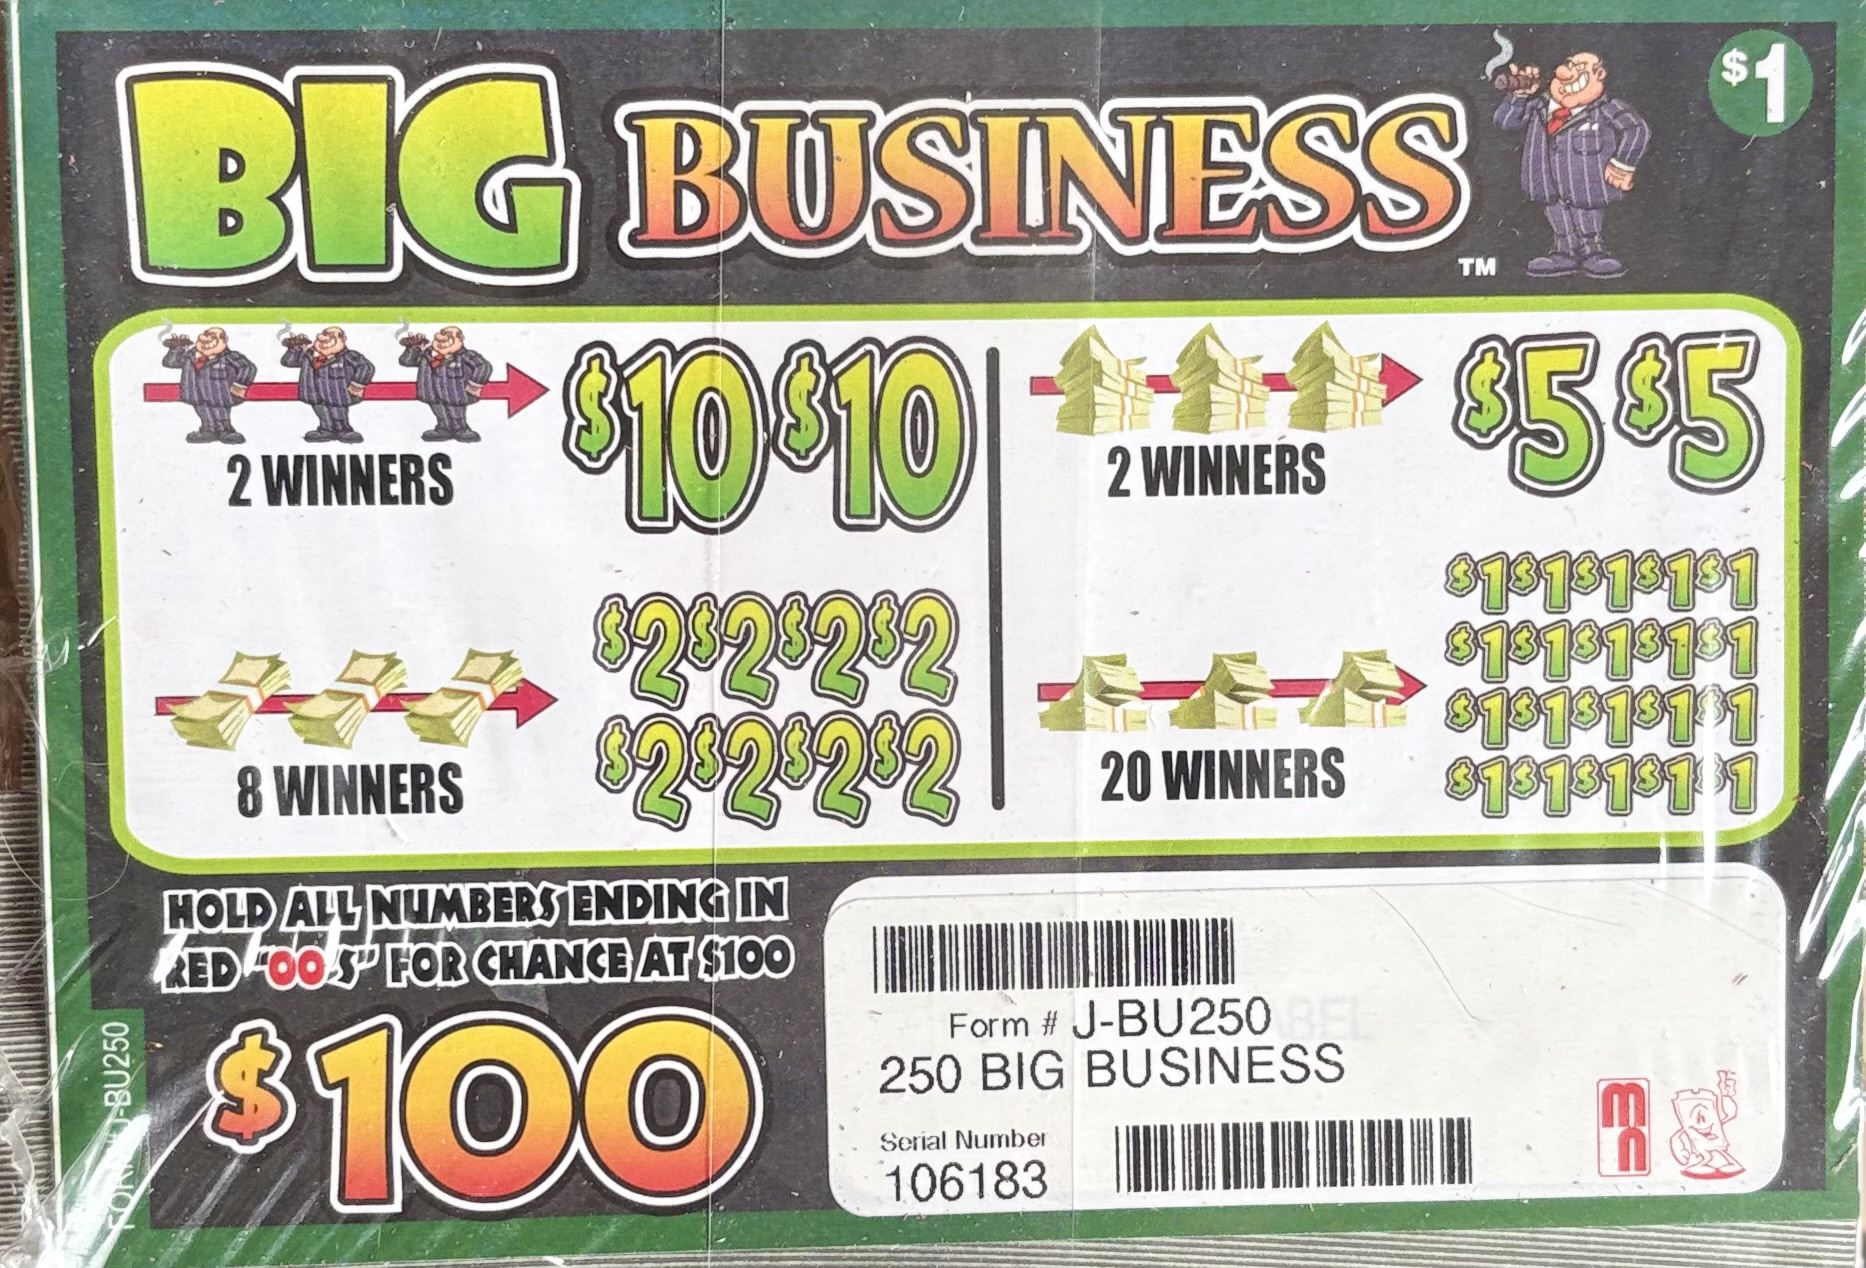 BIG BUSINESS™
$1
$10 $10
2 WINNERS
$5 $5
2 WINNERS
$2 $2 $2 $2
$2 $2 $2 $2
8 WINNERS
$1 $1 $1 $1 $1
$1 $1 $1 $1 $1
$1 $1 $1 $1 $1
$1 $1 $1 $1 $1
20 WINNERS
HOLD ALL NUMBERS ENDING IN
RED "00'S" FOR CHANCE AT $100
$100
Form # J-BU250
250 BIG BUSINESS
Serial Number
106183
mn
J-BU250